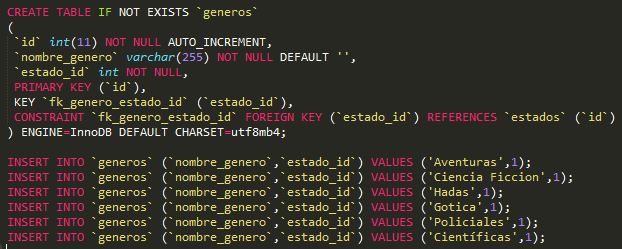 CREATE TABLE IF NOT EXISTS `generos`
(
`id` int(11) NOT NULL AUTO_INCREMENT,
`nombre_genero` varchar(255) NOT NULL DEFAULT '',
`estado_id` int NOT NULL,
PRIMARY KEY (`id`),
KEY `fk_genero_estado_id` (`estado_id`),
CONSTRAINT `fk_genero_estado_id` FOREIGN KEY (`estado_id`) REFERENCES `estados` (`id`)
) ENGINE=InnoDB DEFAULT CHARSET=utf8mb4;
INSERT INTO `generos` (`nombre_genero`,`estado_id`) VALUES ('Aventuras',1);
INSERT INTO `generos` (`nombre_genero`,`estado_id`) VALUES ('Ciencia Ficcion',1);
INSERT INTO `generos` (`nombre_genero`,`estado_id`) VALUES ('Hadas',1);
INSERT INTO `generos` (`nombre_genero`,`estado_id`) VALUES ('Gotica',1);
INSERT INTO `generos` (`nombre_genero`,`estado_id`) VALUES ('Policiales',1);
INSERT INTO `generos` (`nombre_genero`,`estado_id`) VALUES ('Científicas',1);